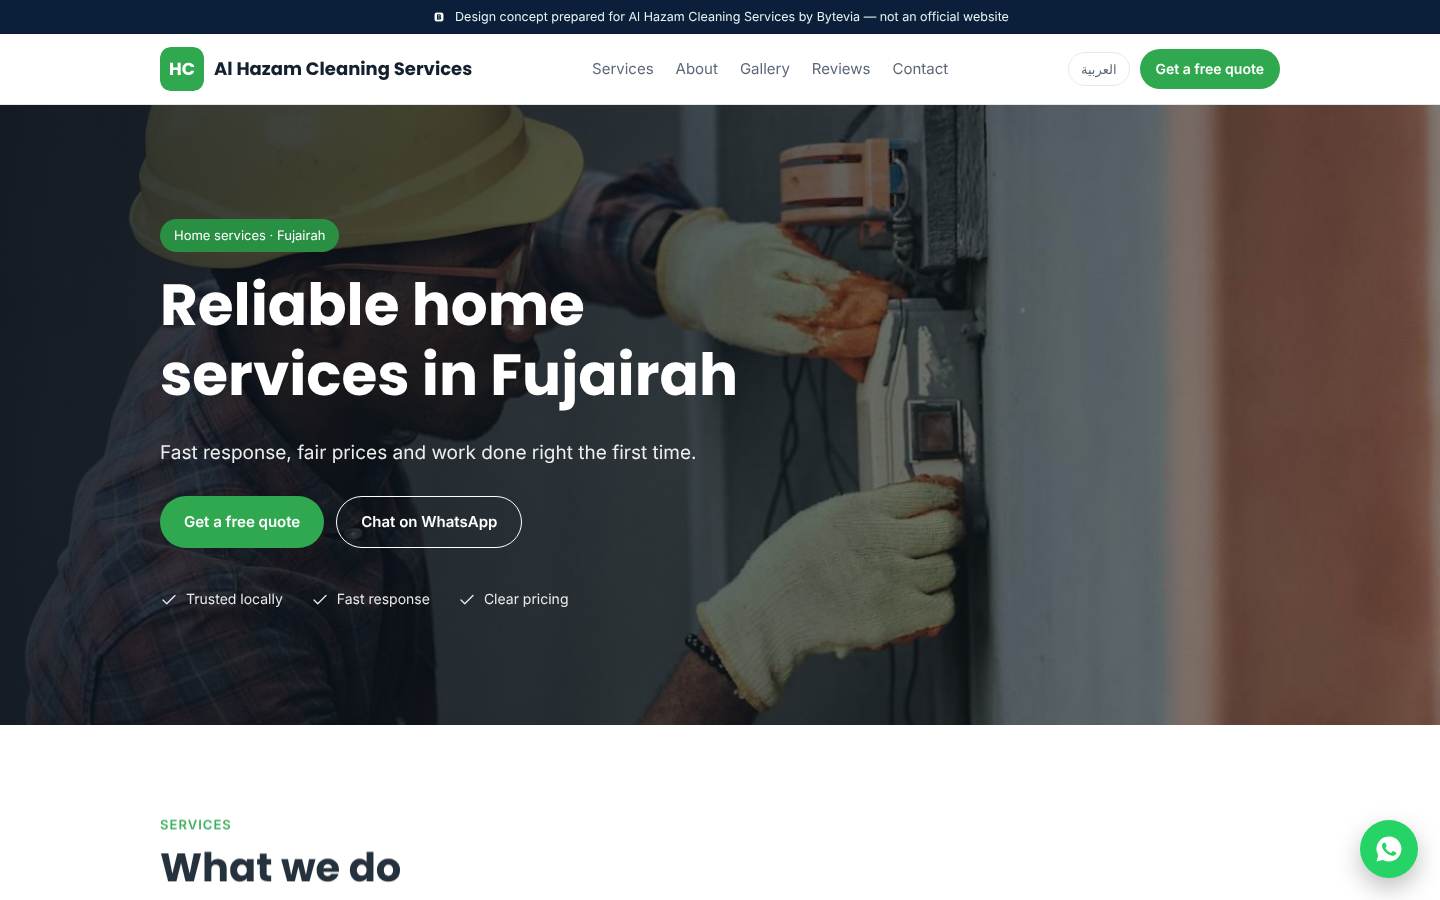 Design concept prepared for Al Hazam Cleaning Services by Bytevia — not an official website
HC Al Hazam Cleaning Services
Services About Gallery Reviews Contact
العربية
Get a free quote
Home services · Fujairah
Reliable home
services in Fujairah
Fast response, fair prices and work done right the first time.
Get a free quote
Chat on WhatsApp
Trusted locally
Fast response
Clear pricing
SERVICES
What we do